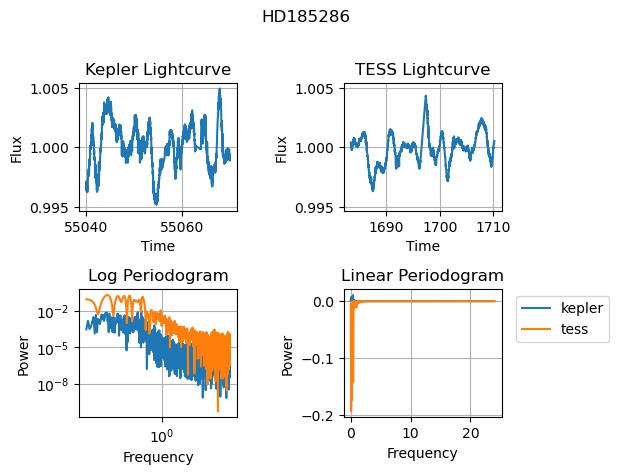 HD185286
Kepler Lightcurve
TESS Lightcurve
1.005
1.000
0.995
Flux
55040
55060
Time
1.005
1.000
0.995
Flux
1690
1700
1710
Time
Log Periodogram
Linear Periodogram
10⁻²
10⁻⁵
10⁻⁸
Power
10⁰
Frequency
0.0
−0.1
−0.2
Power
0
10
20
Frequency
kepler
tess